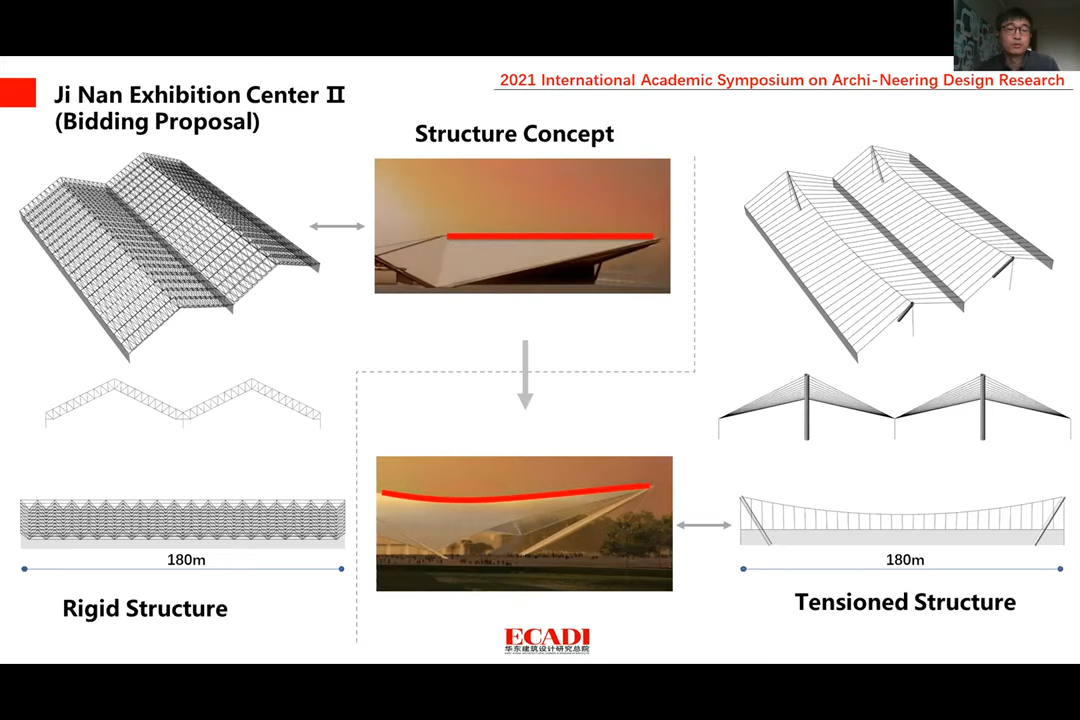 2021 International Academic Symposium on Archi-Neering Design Research
Ji Nan Exhibition Center Ⅱ
(Bidding Proposal)
Structure Concept
180m
180m
Rigid Structure
Tensioned Structure
ECADI
华东建筑设计研究总院